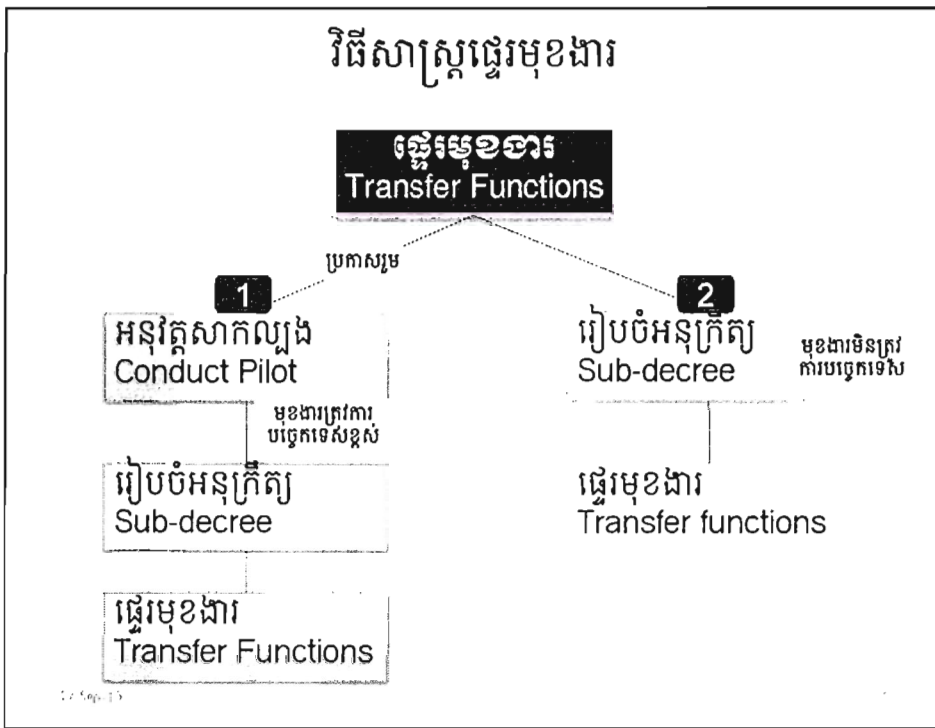 វិធីសាស្ត្រផ្ទេរមុខងារ
ផ្ទេរមុខងារ
Transfer Functions
ប្រកាសរួម
1
អនុវត្តសាកល្បង
Conduct Pilot
មុខងារត្រូវការ
បច្ចេកទេសខ្ពស់
រៀបចំអនុក្រឹត្យ
Sub-decree
ផ្ទេរមុខងារ
Transfer Functions
2
រៀបចំអនុក្រឹត្យ
Sub-decree
មុខងារមិនត្រូវ
ការបច្ចេកទេស
ផ្ទេរមុខងារ
Transfer functions